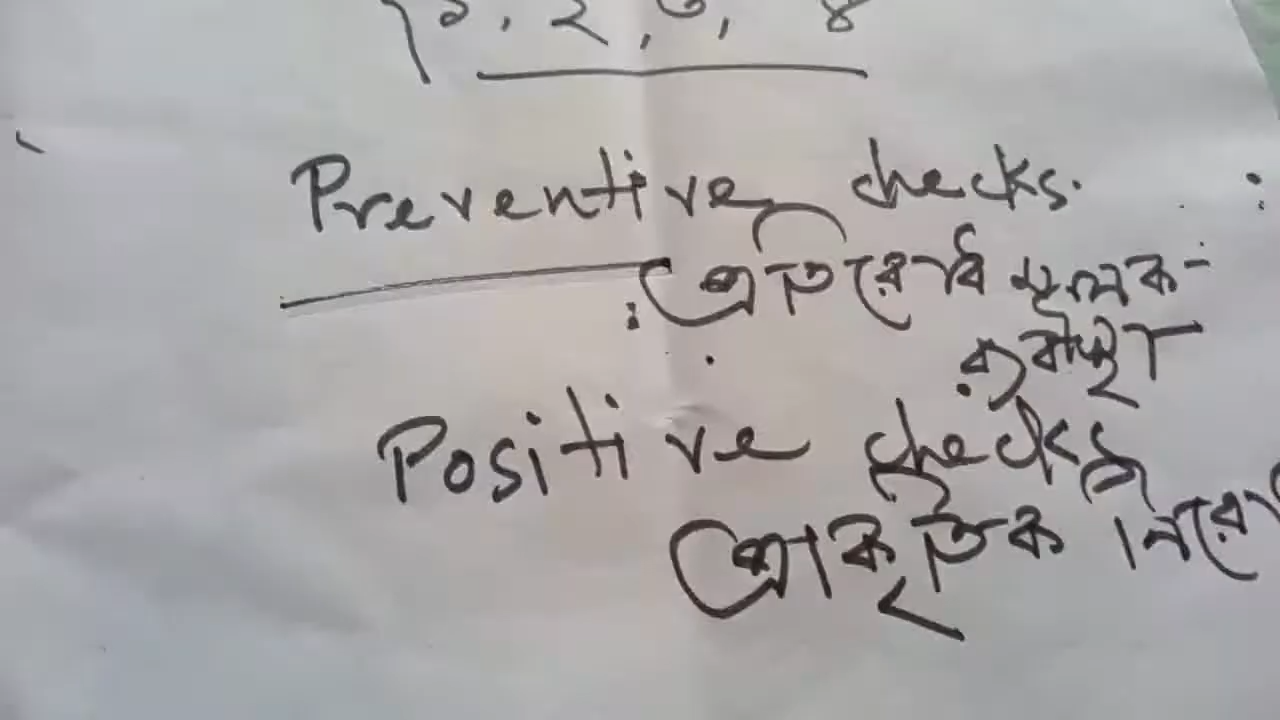 ১, ২, ৩, ৪
Preventive checks.
: প্রতিরোধ মূলক-
ব্যবস্থা
Positive checks
প্রাকৃতিক